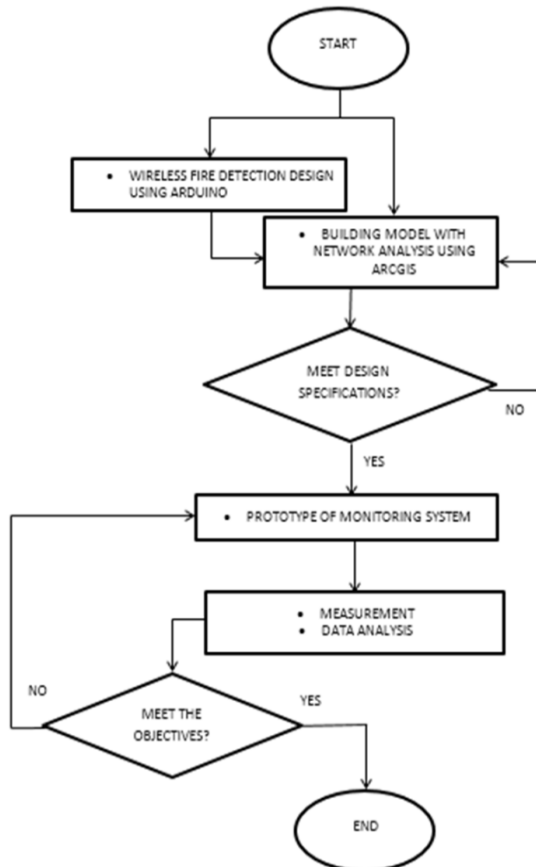 START
• WIRELESS FIRE DETECTION DESIGN
USING ARDUINO
• BUILDING MODEL WITH
NETWORK ANALYSIS USING
ARCGIS
MEET DESIGN
SPECIFICATIONS?
NO
YES
• PROTOTYPE OF MONITORING SYSTEM
• MEASUREMENT
• DATA ANALYSIS
NO
YES
MEET THE
OBJECTIVES?
END